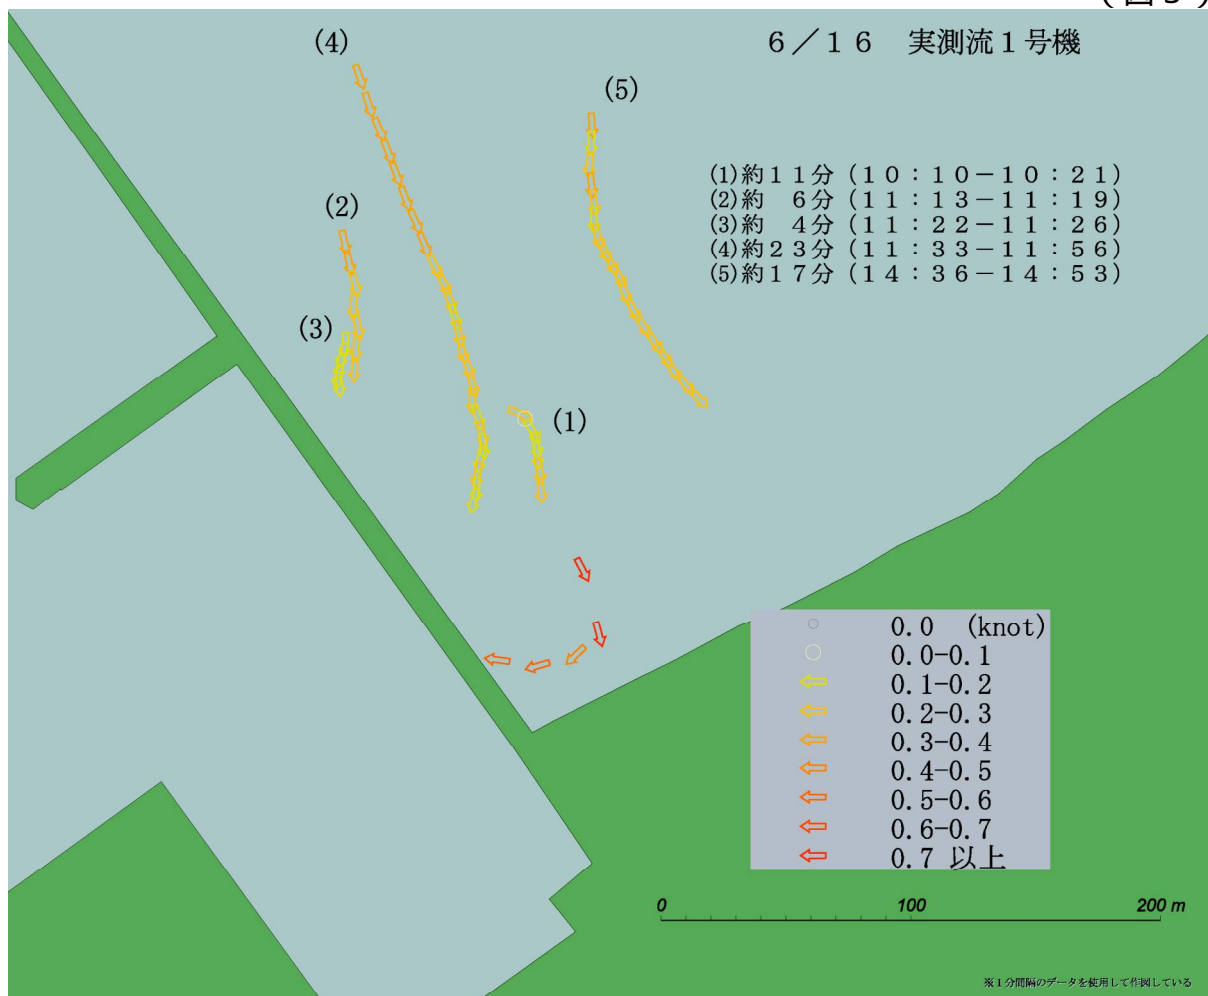 (図5)
6/16 実測流1号機
(4)
(5)
(1)約11分(10:10-10:21)
(2)約 6分(11:13-11:19)
(3)約 4分(11:22-11:26)
(4)約23分(11:33-11:56)
(5)約17分(14:36-14:53)
(2)
(3)
(1)
0.0 (knot)
0.0-0.1
0.1-0.2
0.2-0.3
0.3-0.4
0.4-0.5
0.5-0.6
0.6-0.7
0.7 以上
0 100 200 m
※1分間隔のデータを使用して作図している